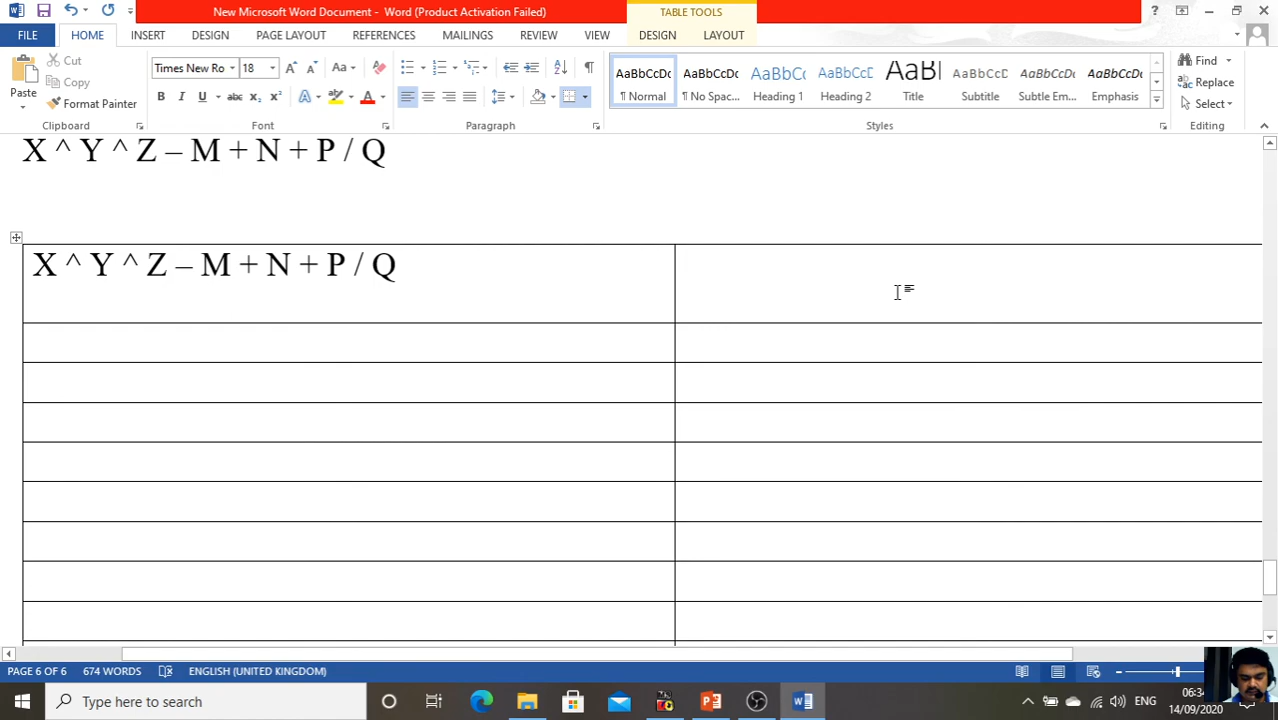 New Microsoft Word Document - Word (Product Activation Failed)
TABLE TOOLS
FILE HOME INSERT DESIGN PAGE LAYOUT REFERENCES MAILINGS REVIEW VIEW DESIGN LAYOUT
Paste
Cut
Copy
Format Painter
Clipboard
Times New Ro 18
Font
Paragraph
AaBbCcDc AaBbCcDc AaBbCc AaBbCcC AaBl AaBbCcD AaBbCcDc AaBbCcDc
¶ Normal ¶ No Spac... Heading 1 Heading 2 Title Subtitle Subtle Em... Emphasis
Styles
Find
Replace
Select
Editing
X ^ Y ^ Z – M + N + P / Q
X ^ Y ^ Z – M + N + P / Q
PAGE 6 OF 6 674 WORDS ENGLISH (UNITED KINGDOM)
Type here to search
ENG
14/09/2020